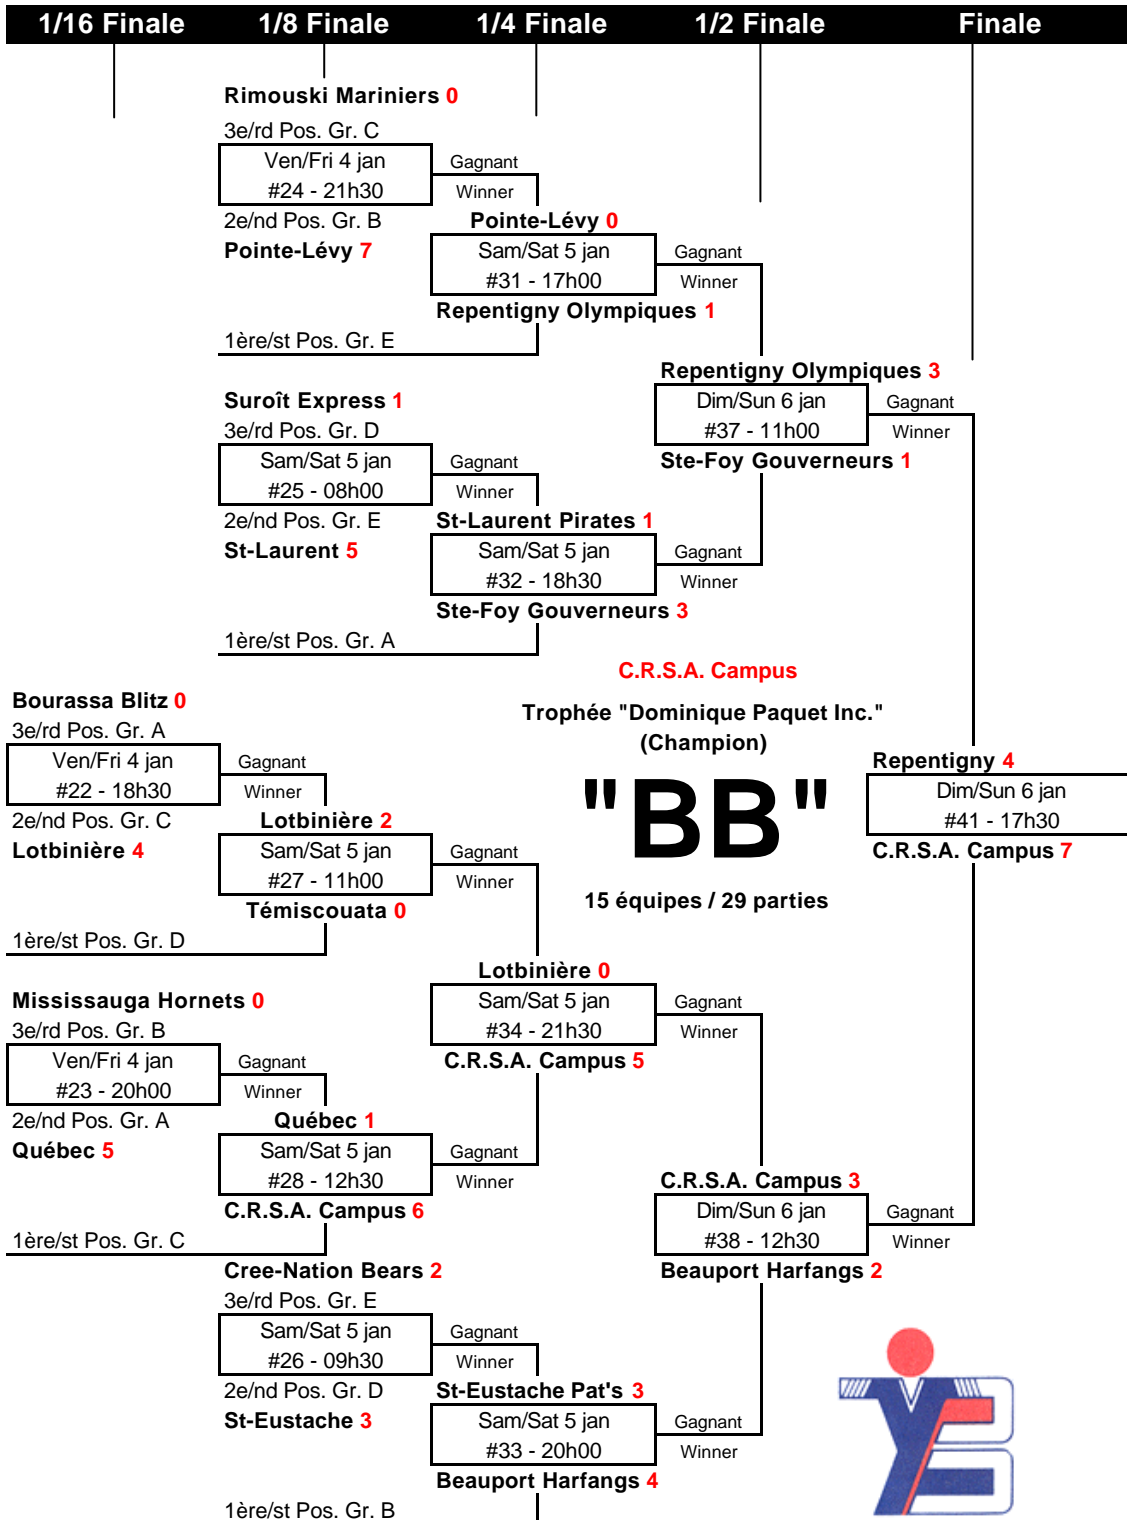 1/16 Finale 1/8 Finale 1/4 Finale 1/2 Finale Finale
Rimouski Mariniers 0
3e/rd Pos. Gr. C
Ven/Fri 4 jan
#24 - 21h30
Gagnant
Winner
2e/nd Pos. Gr. B
Pointe-Lévy 7
Pointe-Lévy 0
Sam/Sat 5 jan
#31 - 17h00
Gagnant
Winner
Repentigny Olympiques 1
1ère/st Pos. Gr. E
Repentigny Olympiques 3
Dim/Sun 6 jan
#37 - 11h00
Gagnant
Winner
Ste-Foy Gouverneurs 1
Suroît Express 1
3e/rd Pos. Gr. D
Sam/Sat 5 jan
#25 - 08h00
Gagnant
Winner
2e/nd Pos. Gr. E
St-Laurent 5
St-Laurent Pirates 1
Sam/Sat 5 jan
#32 - 18h30
Gagnant
Winner
Ste-Foy Gouverneurs 3
1ère/st Pos. Gr. A
C.R.S.A. Campus
Trophée "Dominique Paquet Inc."
(Champion)
"BB"
15 équipes / 29 parties
Repentigny 4
Dim/Sun 6 jan
#41 - 17h30
C.R.S.A. Campus 7
Bourassa Blitz 0
3e/rd Pos. Gr. A
Ven/Fri 4 jan
#22 - 18h30
Gagnant
Winner
2e/nd Pos. Gr. C
Lotbinière 4
Lotbinière 2
Sam/Sat 5 jan
#27 - 11h00
Gagnant
Winner
Témiscouata 0
1ère/st Pos. Gr. D
Lotbinière 0
Sam/Sat 5 jan
#34 - 21h30
Gagnant
Winner
C.R.S.A. Campus 5
Mississauga Hornets 0
3e/rd Pos. Gr. B
Ven/Fri 4 jan
#23 - 20h00
Gagnant
Winner
2e/nd Pos. Gr. A
Québec 5
Québec 1
Sam/Sat 5 jan
#28 - 12h30
Gagnant
Winner
C.R.S.A. Campus 6
1ère/st Pos. Gr. C
C.R.S.A. Campus 3
Dim/Sun 6 jan
#38 - 12h30
Gagnant
Winner
Beauport Harfangs 2
Cree-Nation Bears 2
3e/rd Pos. Gr. E
Sam/Sat 5 jan
#26 - 09h30
Gagnant
Winner
2e/nd Pos. Gr. D
St-Eustache 3
St-Eustache Pat's 3
Sam/Sat 5 jan
#33 - 20h00
Gagnant
Winner
Beauport Harfangs 4
1ère/st Pos. Gr. B